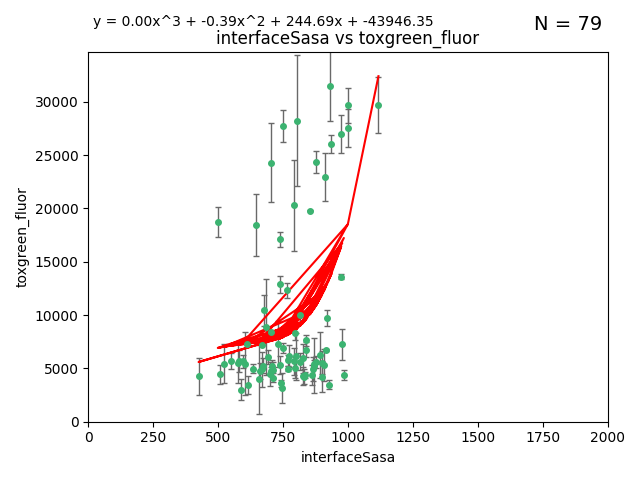 y = 0.00x^3 + -0.39x^2 + 244.69x + -43946.35
N = 79
interfaceSasa vs toxgreen_fluor
30000
25000
20000
15000
10000
5000
0
toxgreen_fluor
0 250 500 750 1000 1250 1500 1750 2000
interfaceSasa